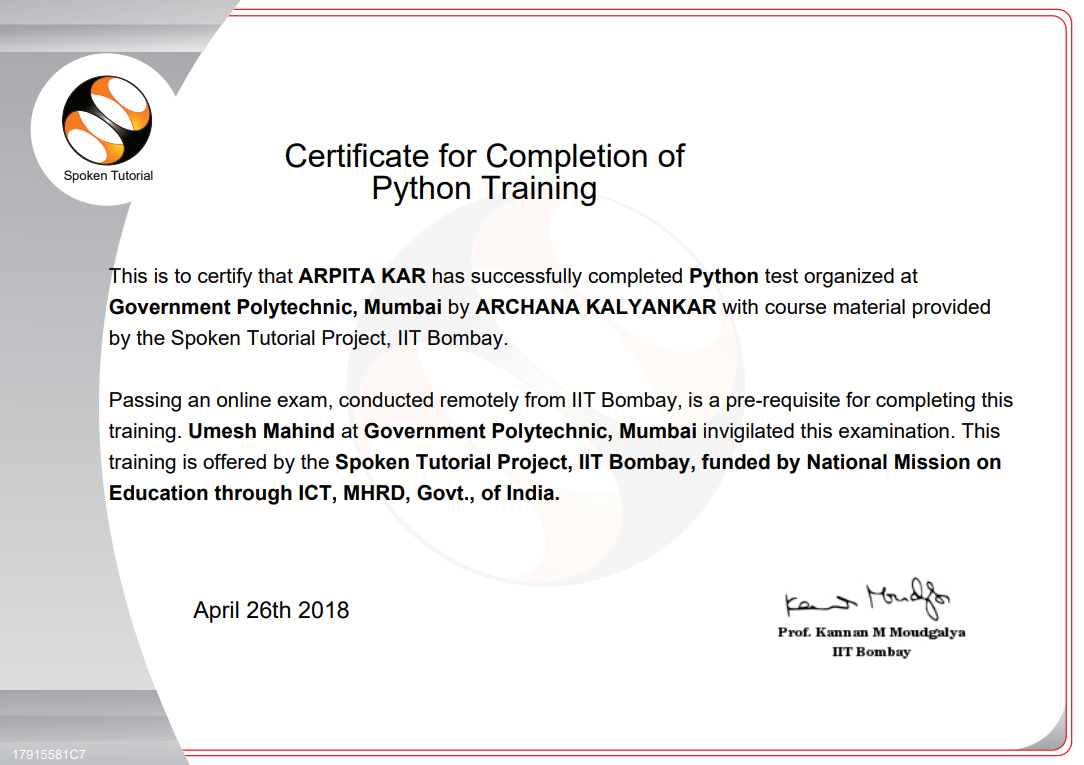 Spoken Tutorial
Certificate for Completion of
Python Training
This is to certify that ARPITA KAR has successfully completed Python test organized at
Government Polytechnic, Mumbai by ARCHANA KALYANKAR with course material provided
by the Spoken Tutorial Project, IIT Bombay.
Passing an online exam, conducted remotely from IIT Bombay, is a pre-requisite for completing this
training. Umesh Mahind at Government Polytechnic, Mumbai invigilated this examination. This
training is offered by the Spoken Tutorial Project, IIT Bombay, funded by National Mission on
Education through ICT, MHRD, Govt., of India.
April 26th 2018
Kannan Moudgalya
Prof. Kannan M Moudgalya
IIT Bombay
17915581C7